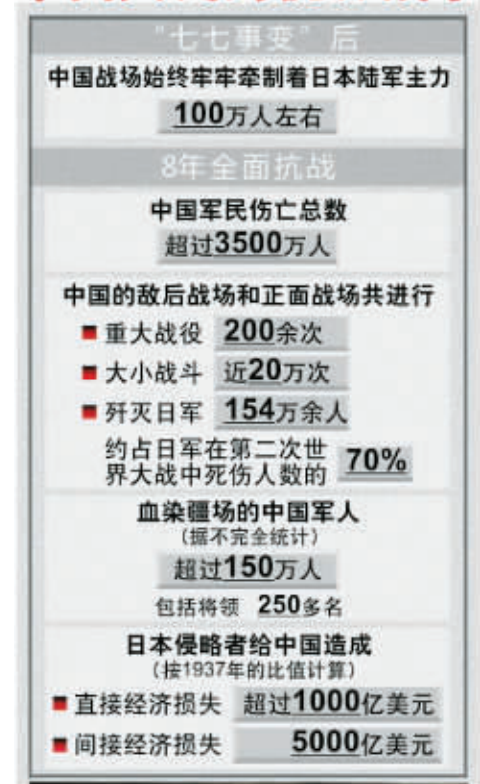 “七七事变”后
中国战场始终牢牢牵制着日本陆军主力
100万人左右
8年全面抗战
中国军民伤亡总数
超过3500万人
中国的敌后战场和正面战场共进行
重大战役 200余次
大小战斗 近20万次
歼灭日军 154万余人
约占日军在第二次世
界大战中死伤人数的 70%
血染疆场的中国军人
(据不完全统计)
超过150万人
包括将领 250多名
日本侵略者给中国造成
(按1937年的比值计算)
直接经济损失 超过1000亿美元
间接经济损失 5000亿美元